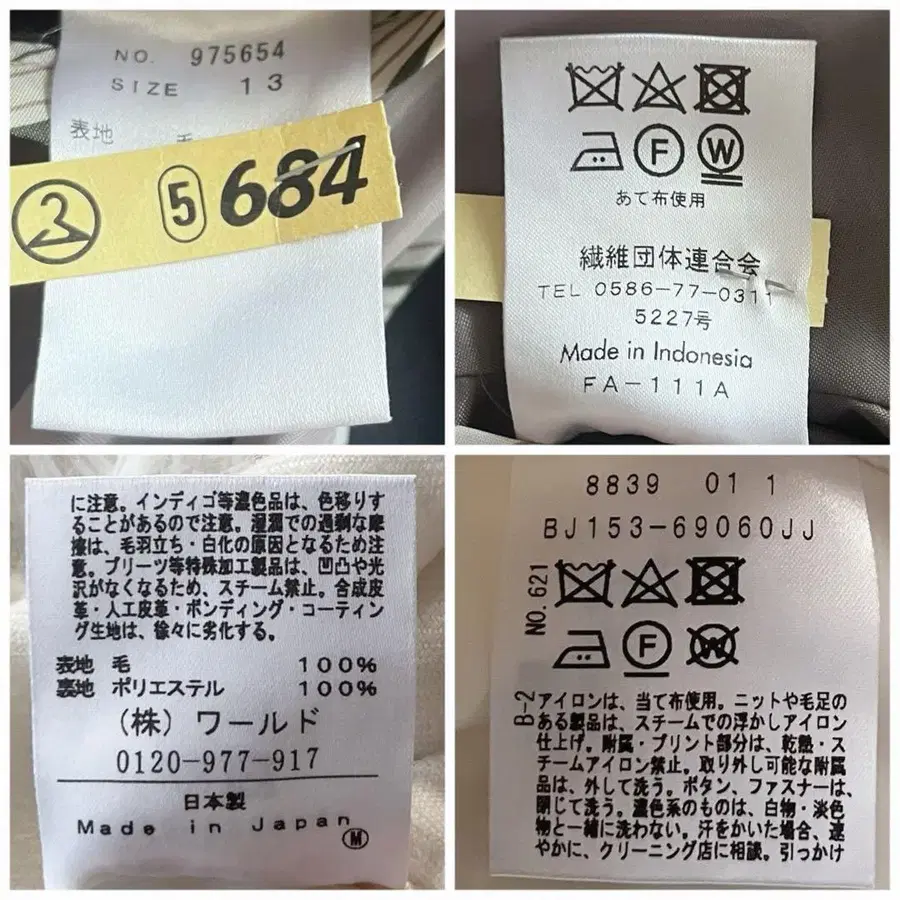 NO. 975654
SIZE 13
表地
5 684
F W
あて布使用
繊維団体連合会
TEL 0586-77-0311
5227号
Made in Indonesia
FA-111A
に注意。インディゴ等濃色品は、色移りす
ることがあるので注意。湿潤での過剰な摩
擦は、毛羽立ち・白化の原因となるため注
意。プリーツ等特殊加工製品は、凹凸や光
沢がなくなるため、スチーム禁止。合成皮
革・人工皮革・ボンディング・コーティン
グ生地は、徐々に劣化する。
表地 毛 100%
裏地 ポリエステル 100%
(株) ワールド
0120-977-917
日本製
Made in Japan
M
8839 01 1
BJ153-69060JJ
NO.621
F W
B-2
アイロンは、当て布使用。ニットや毛足の
ある製品は、スチームでの浮かしアイロン
仕上げ。附属・プリント部分は、乾熱・ス
チームアイロン禁止。取り外し可能な附属
品は、外して洗う。ボタン、ファスナーは、
閉じて洗う。濃色系のものは、白物・淡色
物と一緒に洗わない。汗をかいた場合、速
やかに、クリーニング店に相談。引っかけ